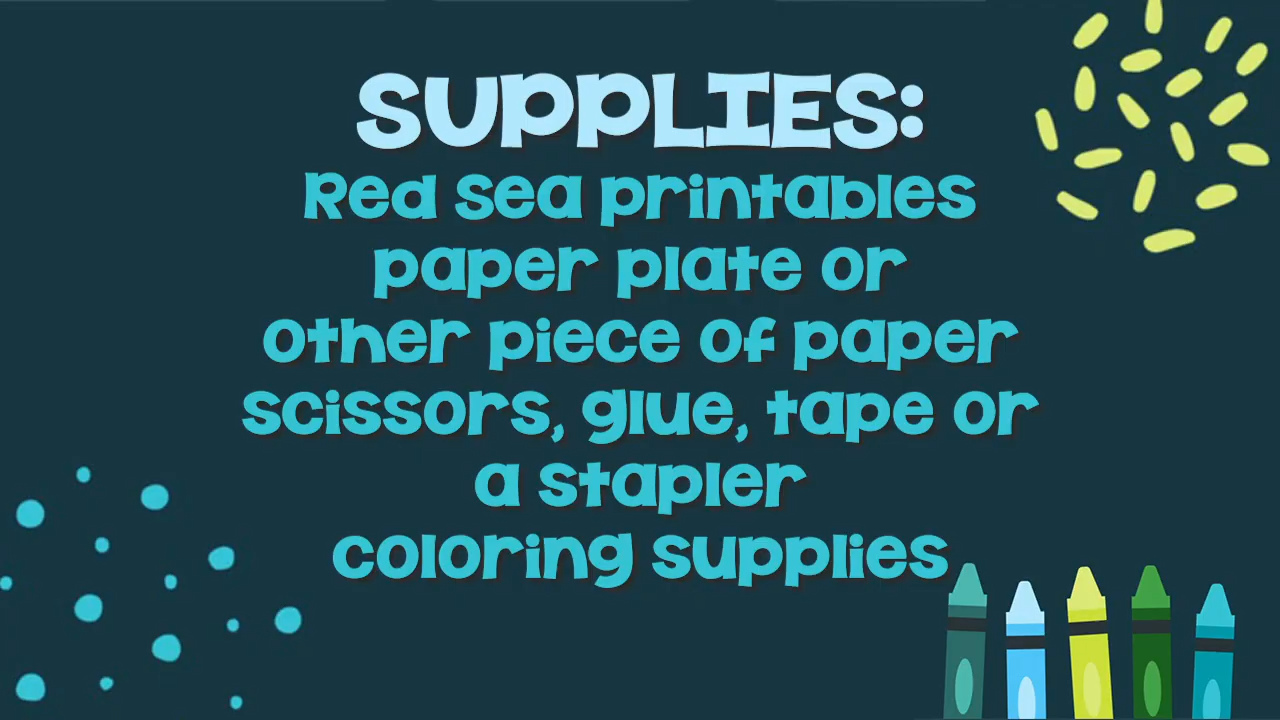 SUPPLIES:
Red Sea printables
paper plate or
other piece of paper
scissors, glue, tape or
a stapler
coloring supplies